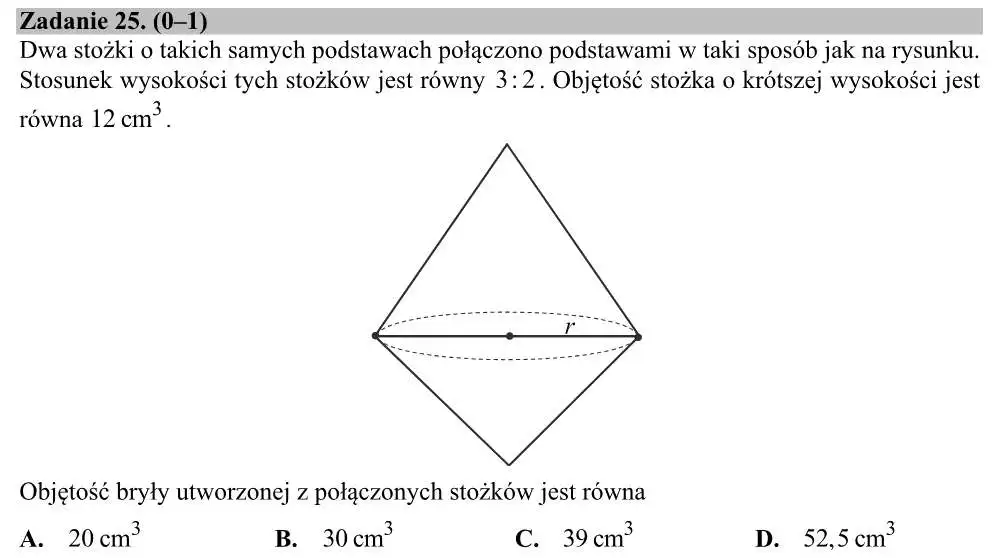 Zadanie 25. (0–1)
Dwa stożki o takich samych podstawach połączono podstawami w taki sposób jak na rysunku.
Stosunek wysokości tych stożków jest równy 3:2. Objętość stożka o krótszej wysokości jest
równa 12 cm³.
r
Objętość bryły utworzonej z połączonych stożków jest równa
A. 20 cm³ B. 30 cm³ C. 39 cm³ D. 52,5 cm³